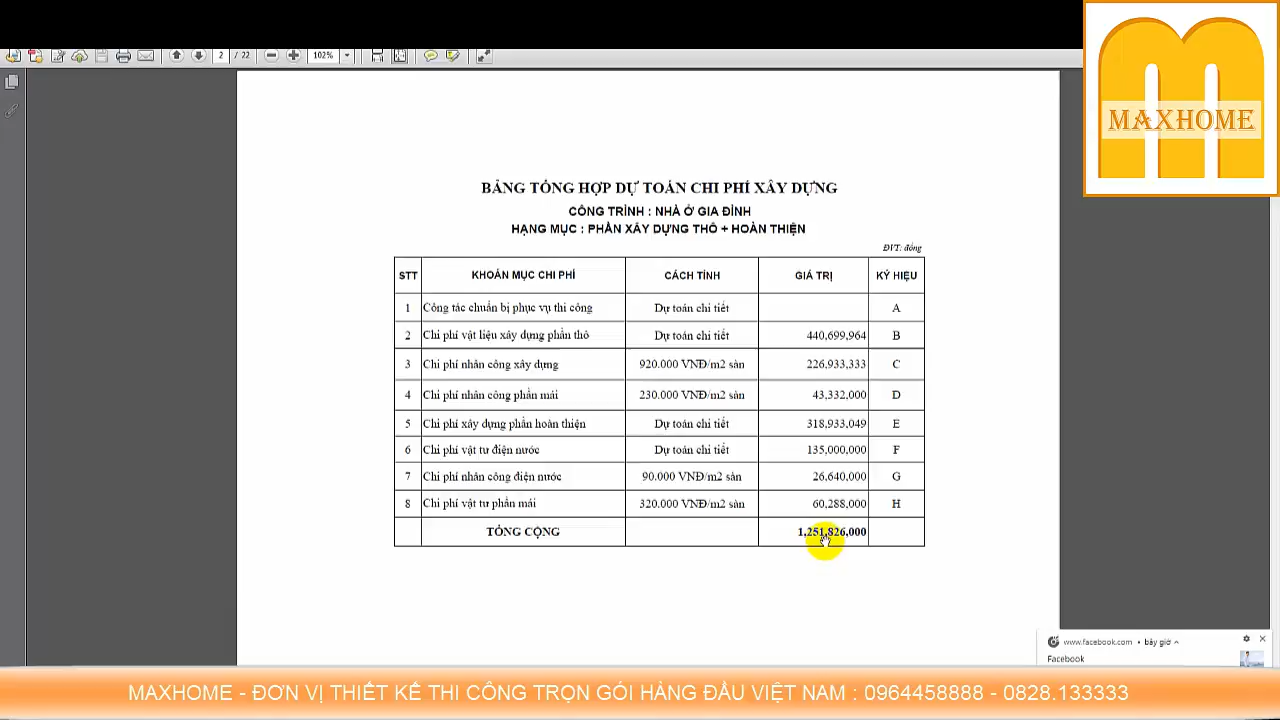 2 / 22 102%
MAXHOME
BẢNG TỔNG HỢP DỰ TOÁN CHI PHÍ XÂY DỰNG
CÔNG TRÌNH : NHÀ Ở GIA ĐÌNH
HẠNG MỤC : PHẦN XÂY DỰNG THÔ + HOÀN THIỆN
ĐVT: đồng
STT KHOẢN MỤC CHI PHÍ CÁCH TÍNH GIÁ TRỊ KÝ HIỆU
1 Công tác chuẩn bị phục vụ thi công Dự toán chi tiết A
2 Chi phí vật liệu xây dựng phần thô Dự toán chi tiết 440,699,964 B
3 Chi phí nhân công xây dựng 920.000 VNĐ/m2 sàn 226,933,333 C
4 Chi phí nhân công phần mái 230.000 VNĐ/m2 sàn 43,332,000 D
5 Chi phí xây dựng phần hoàn thiện Dự toán chi tiết 318,933,049 E
6 Chi phí vật tư điện nước Dự toán chi tiết 135,000,000 F
7 Chi phí nhân công điện nước 90.000 VNĐ/m2 sàn 26,640,000 G
8 Chi phí vật tư phần mái 320.000 VNĐ/m2 sàn 60,288,000 H
TỔNG CỘNG 1,251,826,000
www.facebook.com • bây giờ
Facebook
MAXHOME - ĐƠN VỊ THIẾT KẾ THI CÔNG TRỌN GÓI HÀNG ĐẦU VIỆT NAM : 0964458888 - 0828.133333